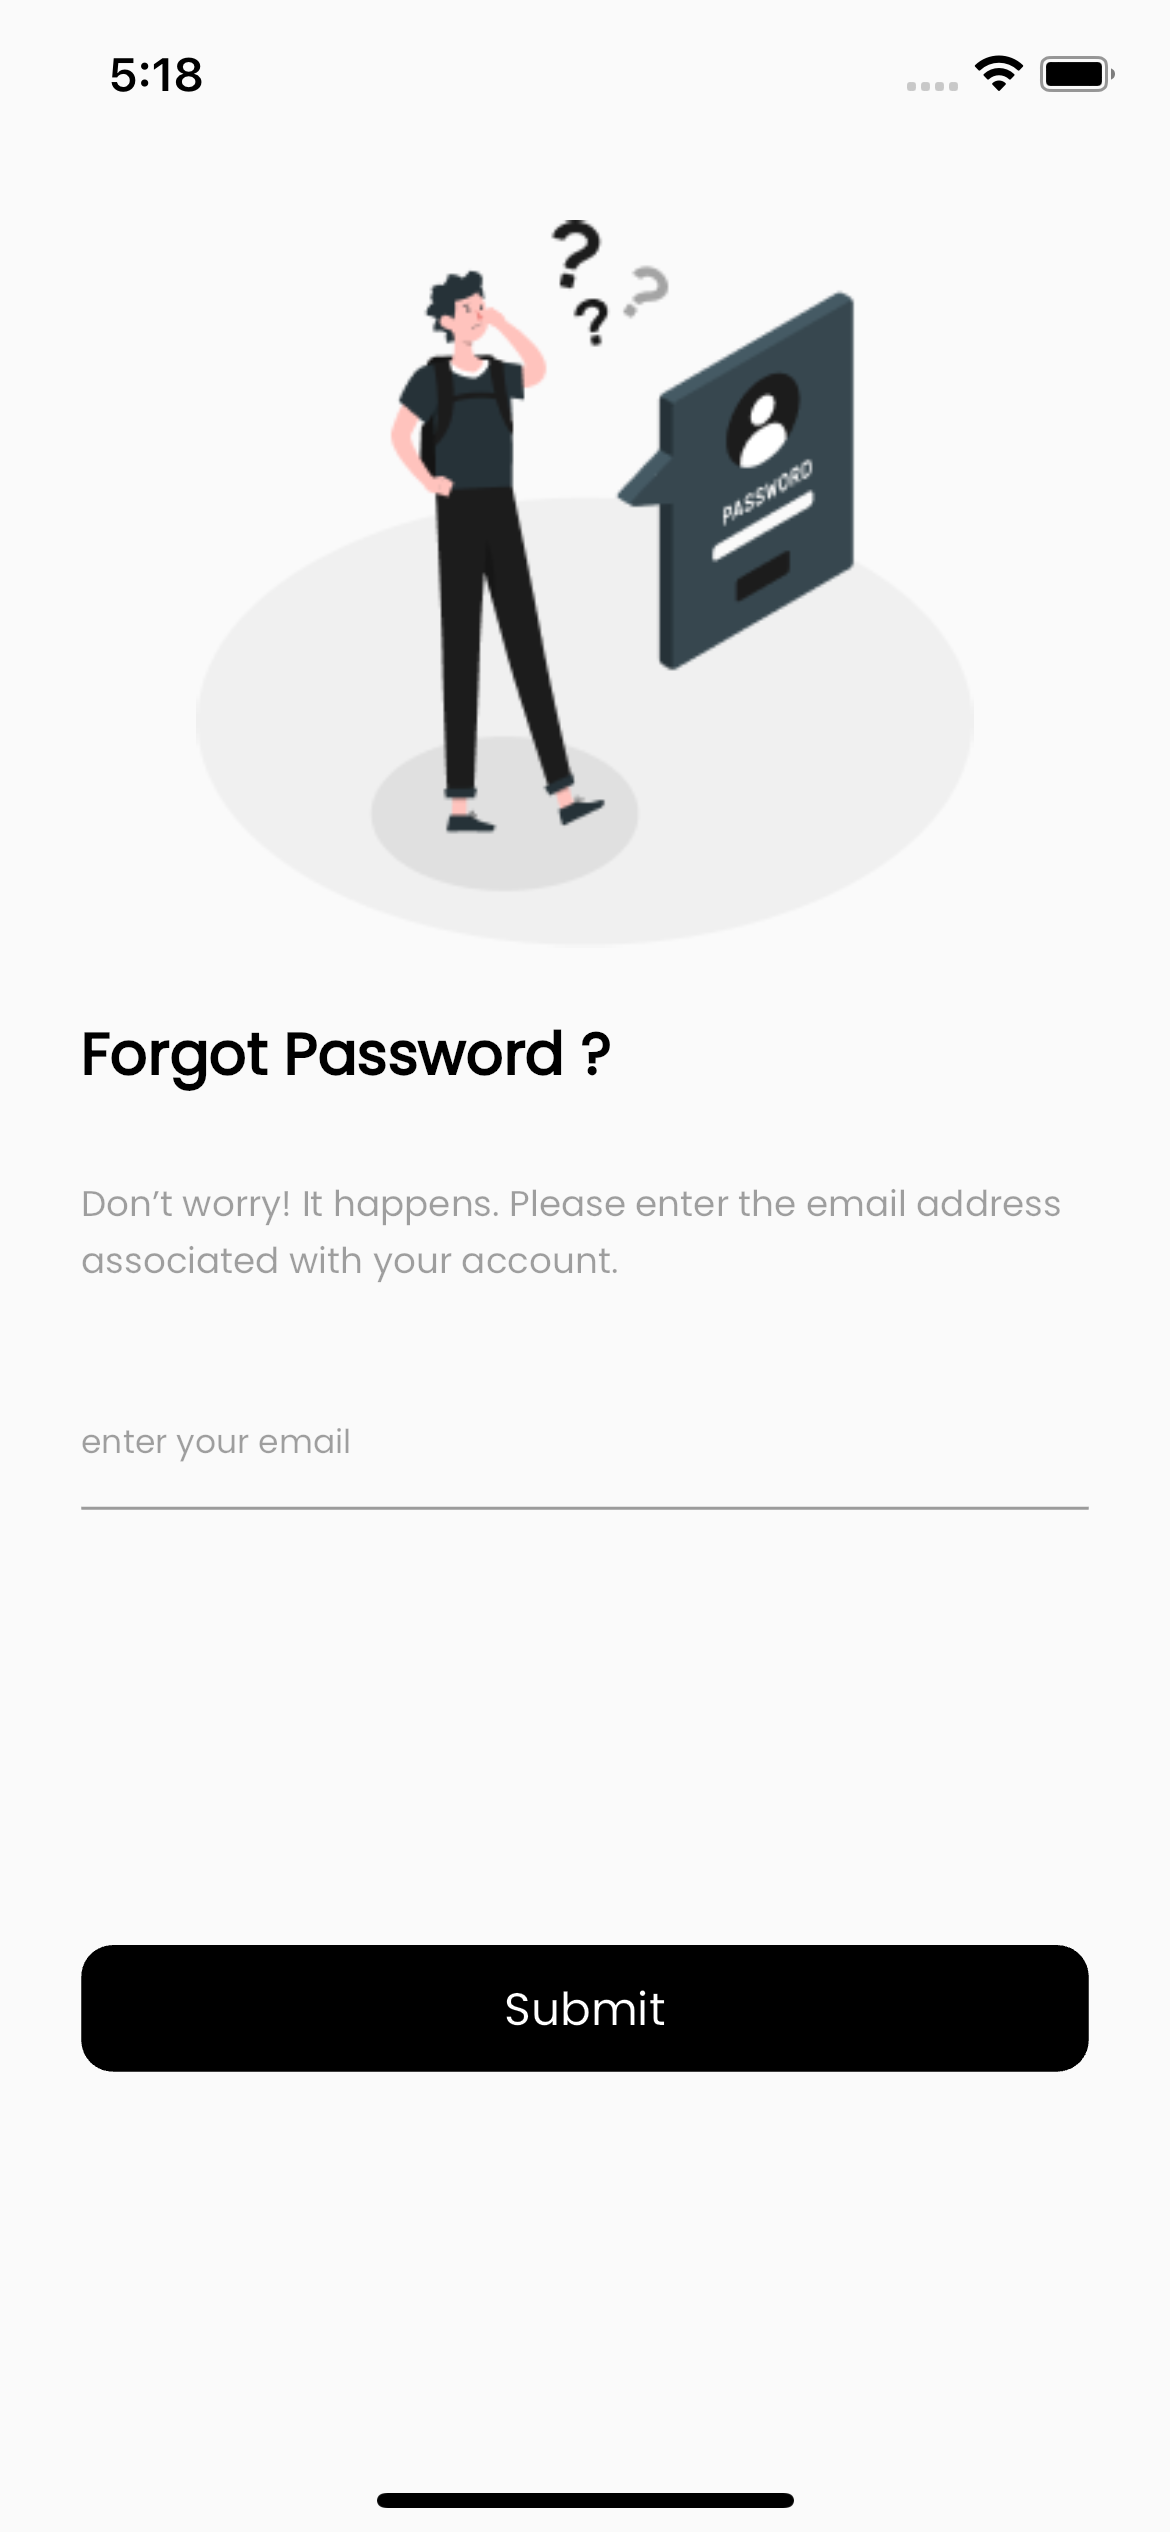 5:18
? ? ?
PASSWORD
Forgot Password ?
Don’t worry! It happens. Please enter the email address
associated with your account.
enter your email
Submit